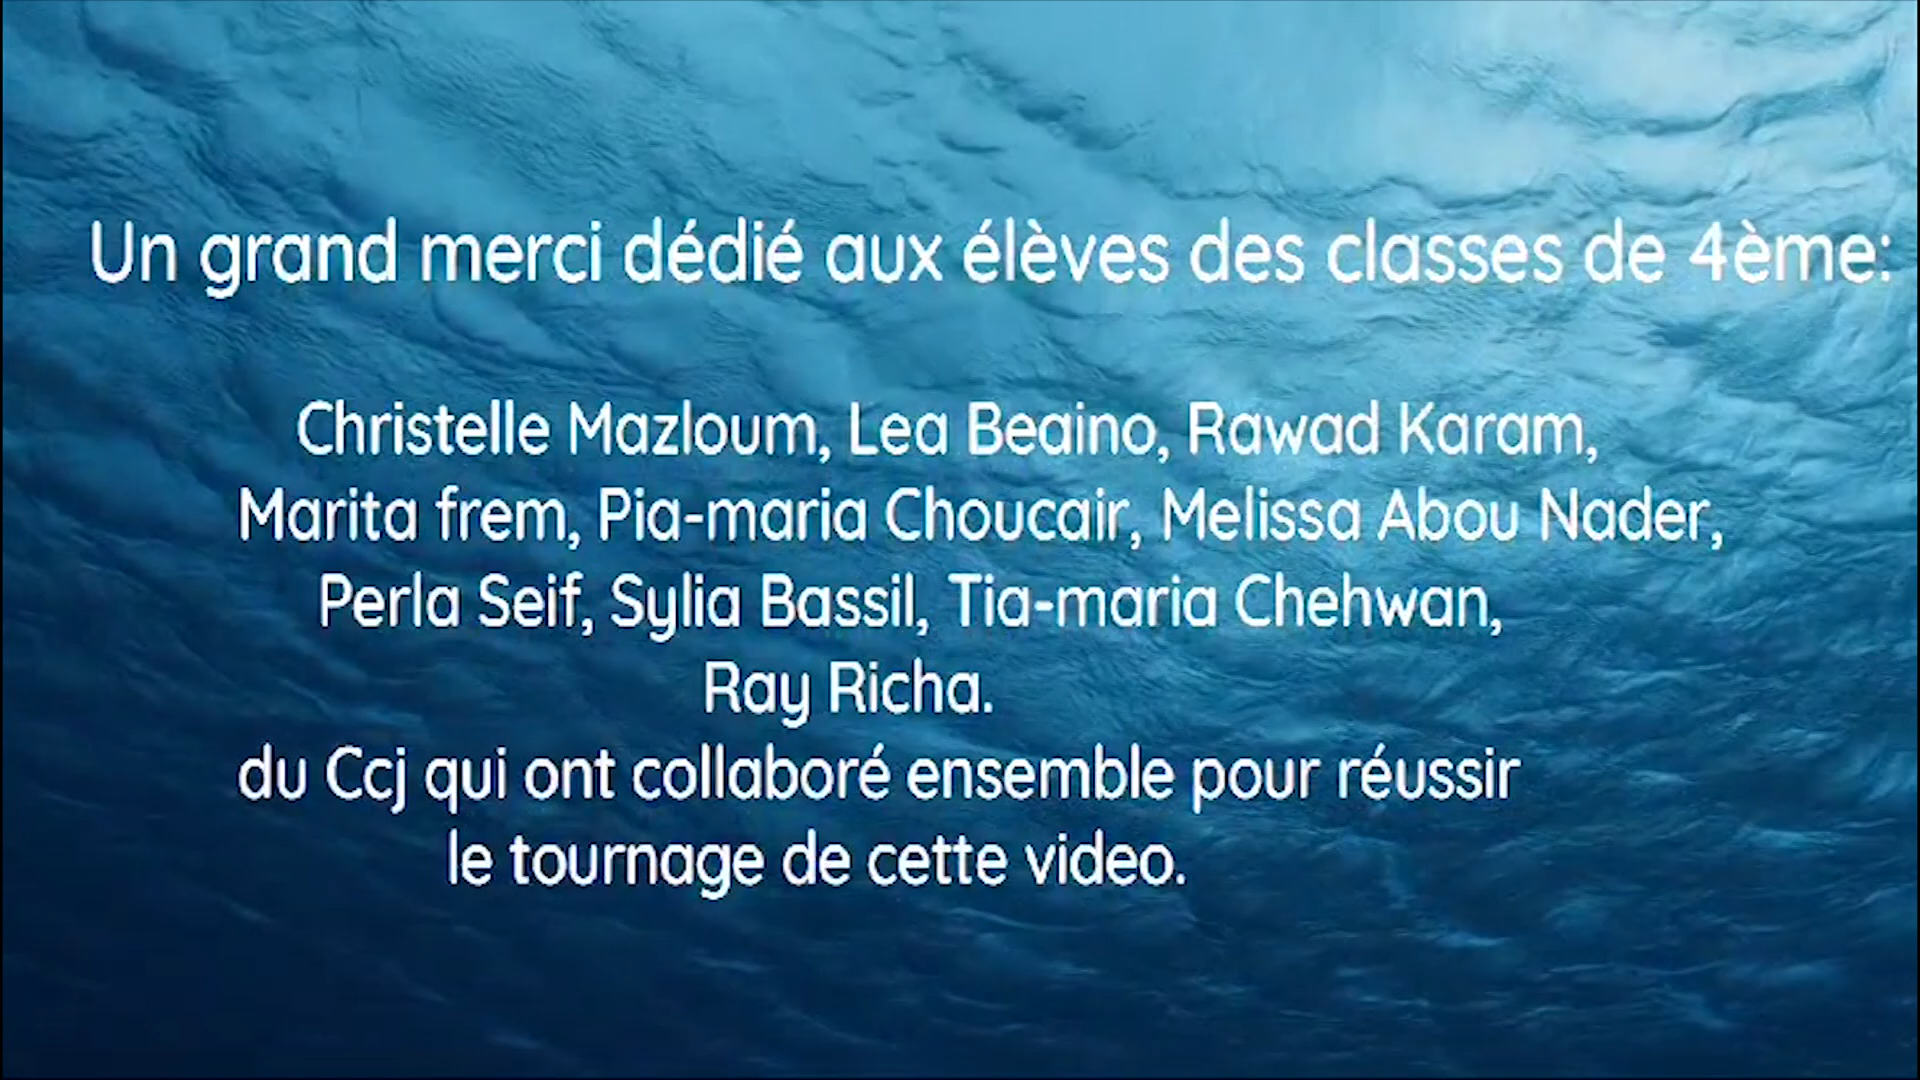 Un grand merci dédié aux élèves des classes de 4ème:
Christelle Mazloum, Lea Beaino, Rawad Karam,
Marita frem, Pia-maria Choucair, Melissa Abou Nader,
Perla Seif, Sylia Bassil, Tia-maria Chehwan,
Ray Richa.
du Ccj qui ont collaboré ensemble pour réussir
le tournage de cette video.